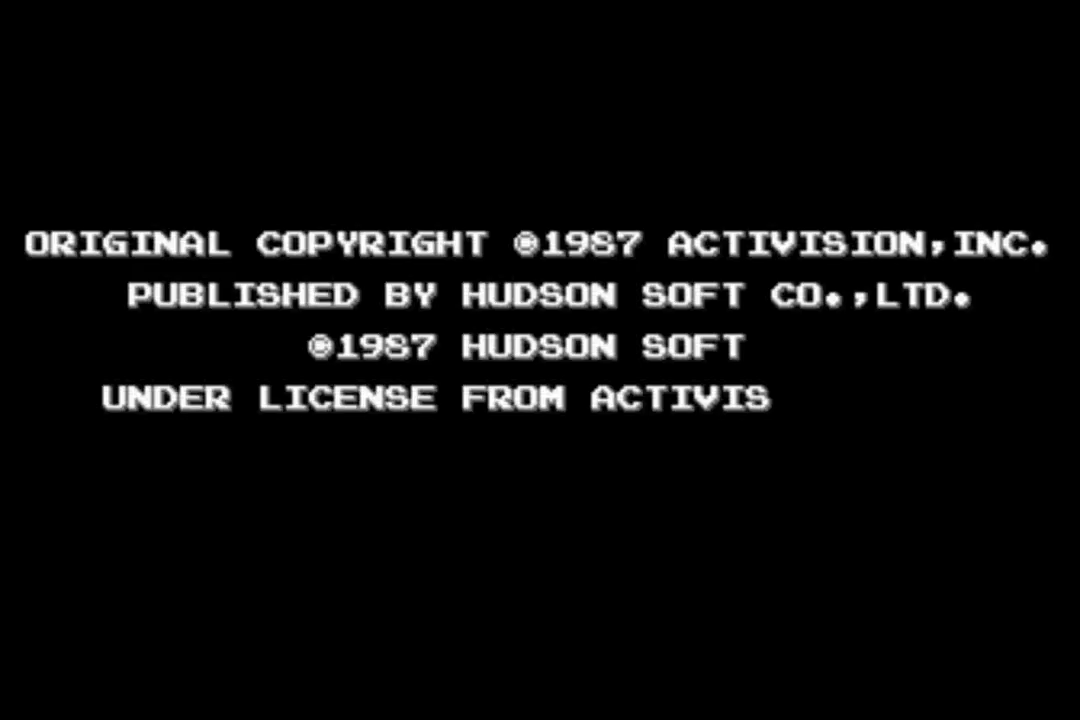 ORIGINAL COPYRIGHT ©1987 ACTIVISION,INC.
PUBLISHED BY HUDSON SOFT CO.,LTD.
©1987 HUDSON SOFT
UNDER LICENSE FROM ACTIVIS